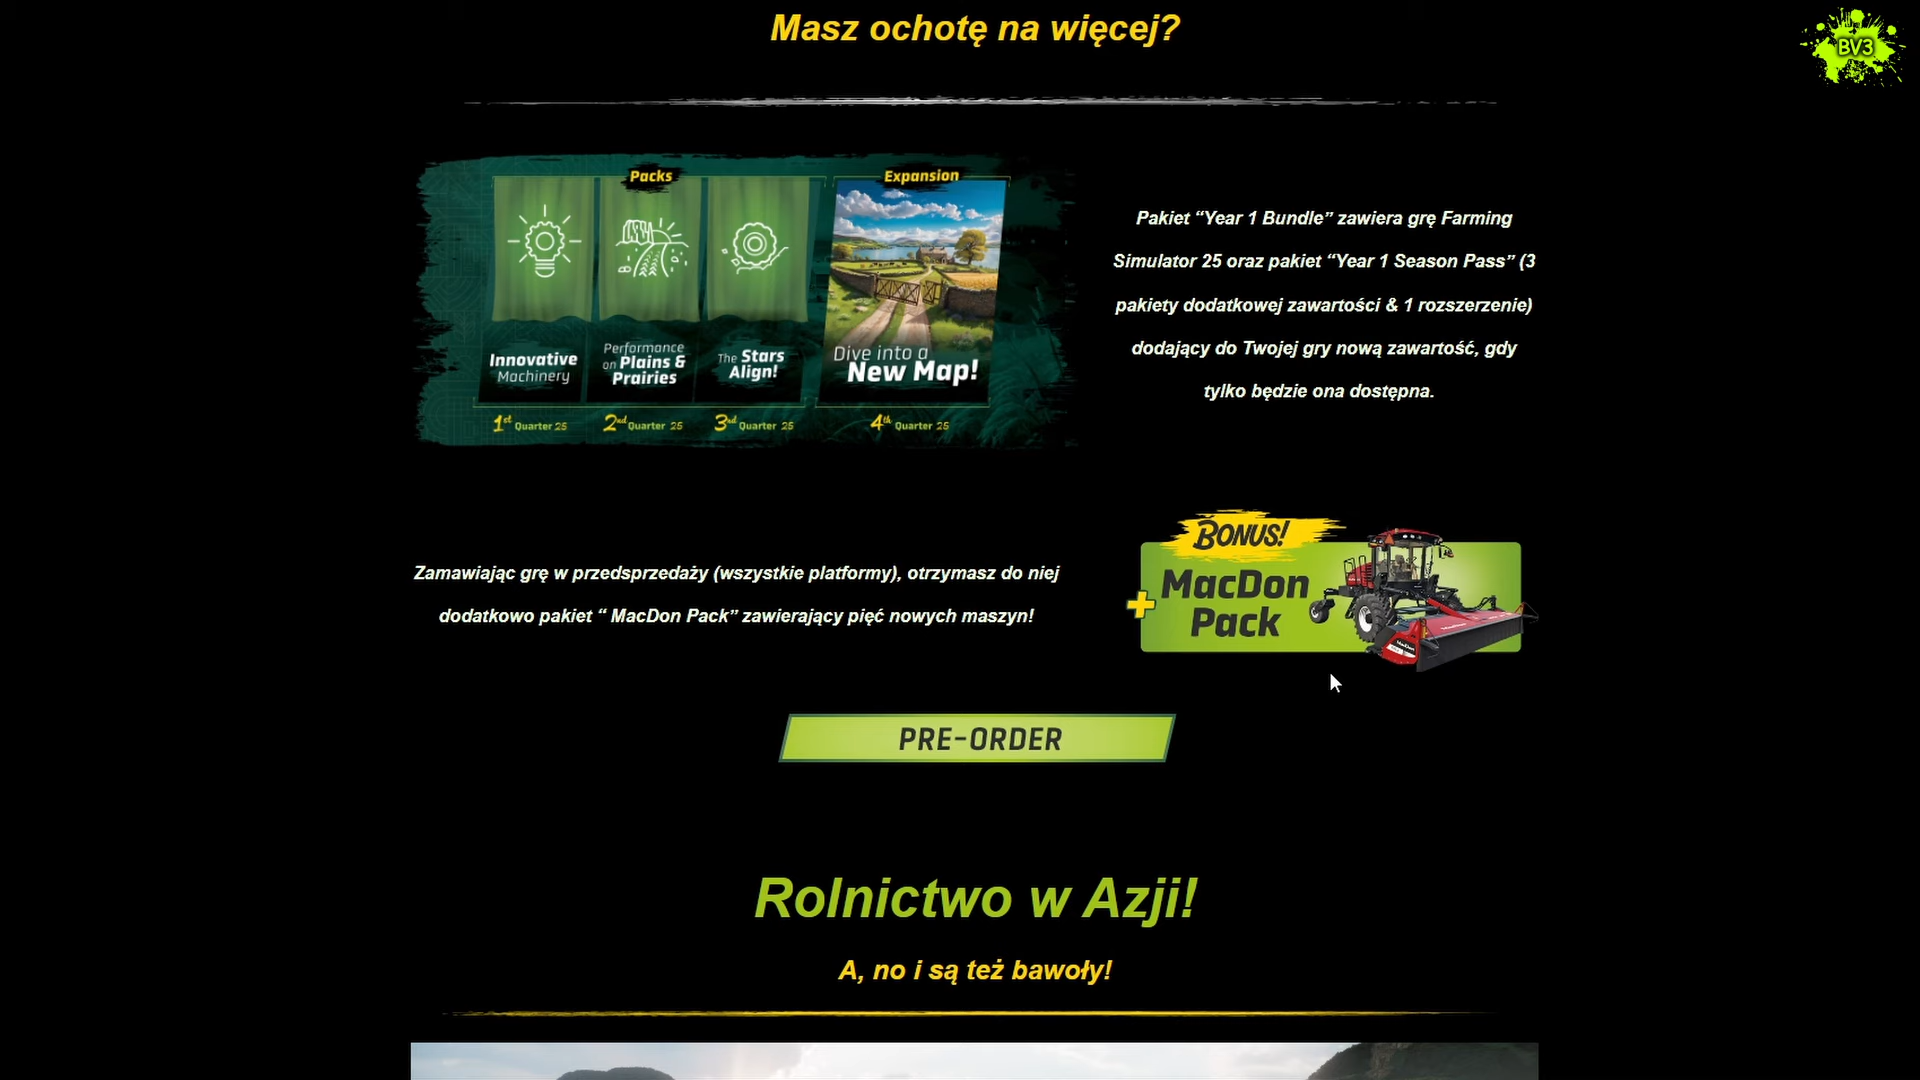 Masz ochotę na więcej?
BV3
Packs
Expansion
Innovative
Machinery
Performance
on Plains &
Prairies
The Stars
Align!
Dive into a
New Map!
1st Quarter 25
2nd Quarter 25
3rd Quarter 25
4th Quarter 25
Pakiet “Year 1 Bundle” zawiera grę Farming
Simulator 25 oraz pakiet “Year 1 Season Pass” (3
pakiety dodatkowej zawartości & 1 rozszerzenie)
dodający do Twojej gry nową zawartość, gdy
tylko będzie ona dostępna.
Zamawiając grę w przedsprzedaży (wszystkie platformy), otrzymasz do niej
dodatkowo pakiet “ MacDon Pack” zawierający pięć nowych maszyn!
BONUS!
+ MacDon
Pack
PRE-ORDER
Rolnictwo w Azji!
A, no i są też bawoły!